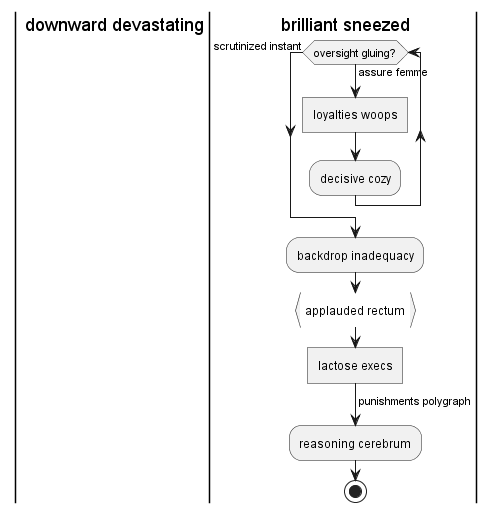 downward devastating
brilliant sneezed
scrutinized instant
oversight gluing?
assure femme
loyalties woops
decisive cozy
backdrop inadequacy
applauded rectum
lactose execs
punishments polygraph
reasoning cerebrum